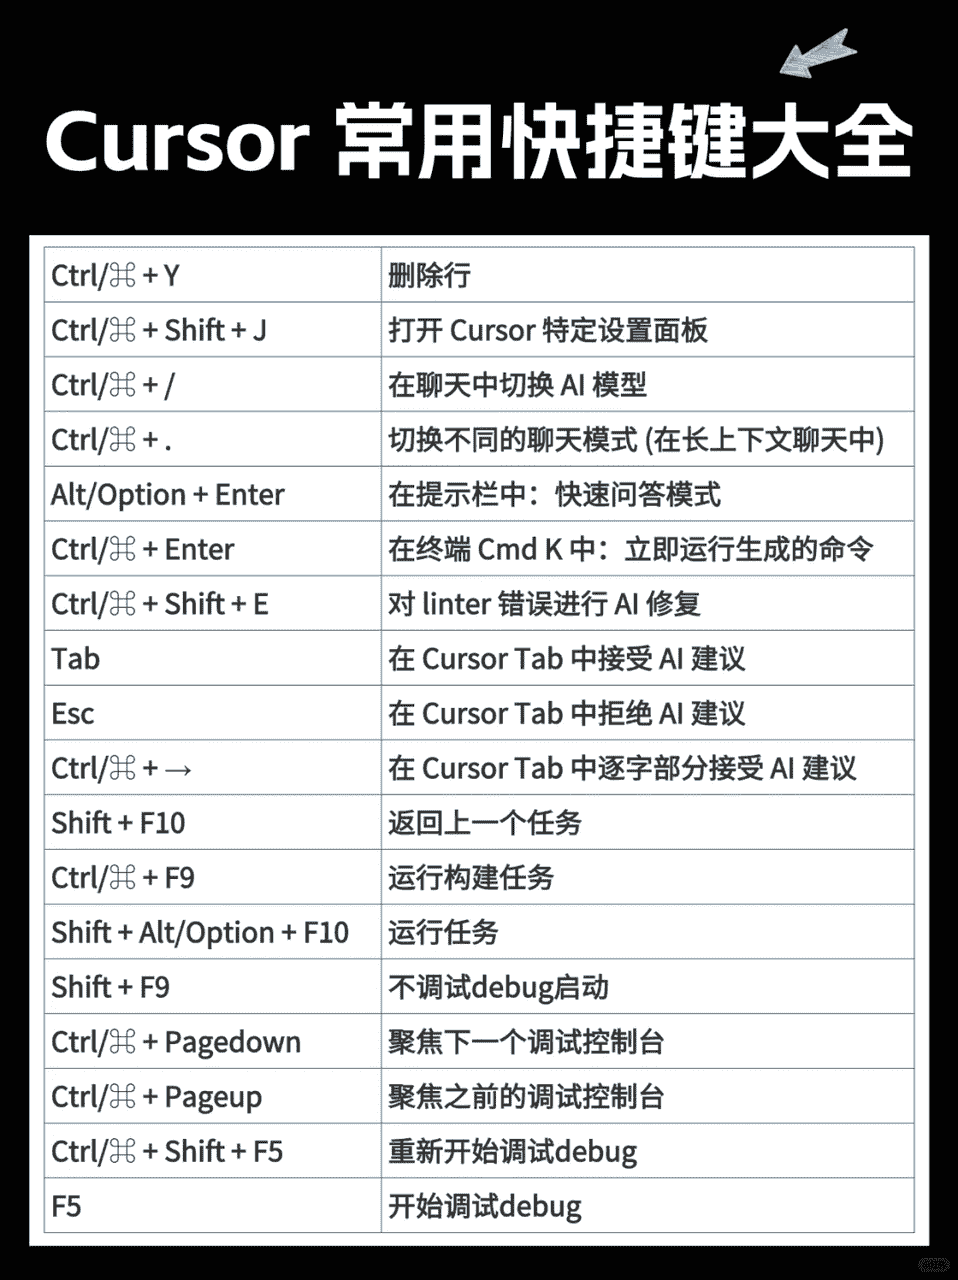 Cursor 常用快捷键大全
Ctrl/⌘ + Y 删除行
Ctrl/⌘ + Shift + J 打开 Cursor 特定设置面板
Ctrl/⌘ + / 在聊天中切换 AI 模型
Ctrl/⌘ + . 切换不同的聊天模式 (在长上下文聊天中)
Alt/Option + Enter 在提示栏中：快速问答模式
Ctrl/⌘ + Enter 在终端 Cmd K 中：立即运行生成的命令
Ctrl/⌘ + Shift + E 对 linter 错误进行 AI 修复
Tab 在 Cursor Tab 中接受 AI 建议
Esc 在 Cursor Tab 中拒绝 AI 建议
Ctrl/⌘ + → 在 Cursor Tab 中逐字部分接受 AI 建议
Shift + F10 返回上一个任务
Ctrl/⌘ + F9 运行构建任务
Shift + Alt/Option + F10 运行任务
Shift + F9 不调试debug启动
Ctrl/⌘ + Pagedown 聚焦下一个调试控制台
Ctrl/⌘ + Pageup 聚焦之前的调试控制台
Ctrl/⌘ + Shift + F5 重新开始调试debug
F5 开始调试debug